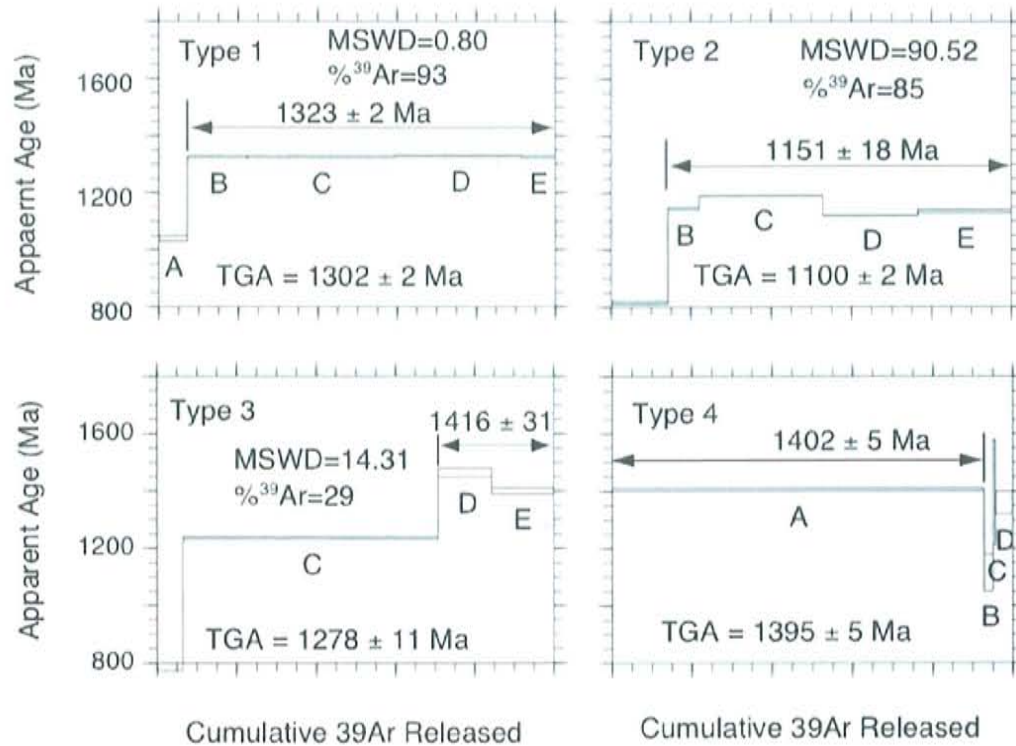 Appaernt Age (Ma)
1600
1200
800
Type 1
MSWD=0.80
%³⁹Ar=93
1323 ± 2 Ma
B C D E
A
TGA = 1302 ± 2 Ma
Type 2
MSWD=90.52
%³⁹Ar=85
1151 ± 18 Ma
B C D E
TGA = 1100 ± 2 Ma
Apparent Age (Ma)
1600
1200
800
Type 3
1416 ± 31
MSWD=14.31
%³⁹Ar=29
D
E
C
TGA = 1278 ± 11 Ma
Cumulative 39Ar Released
Type 4
1402 ± 5 Ma
A
D
C
B
TGA = 1395 ± 5 Ma
Cumulative 39Ar Released